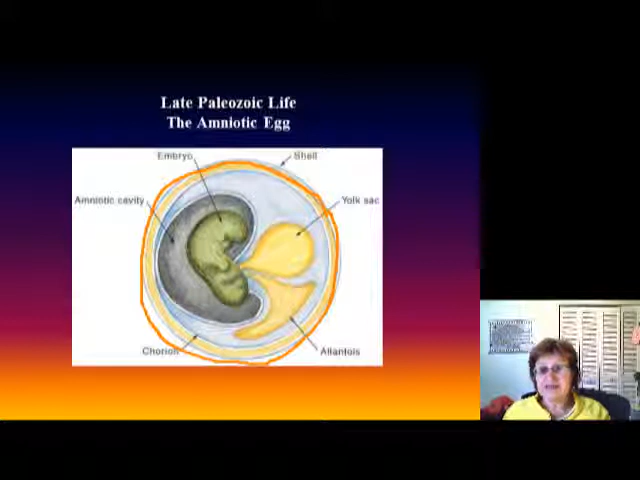 Late Paleozoic Life
The Amniotic Egg
Embryo
Shell
Amniotic cavity
Yolk sac
Chorion
Allantois